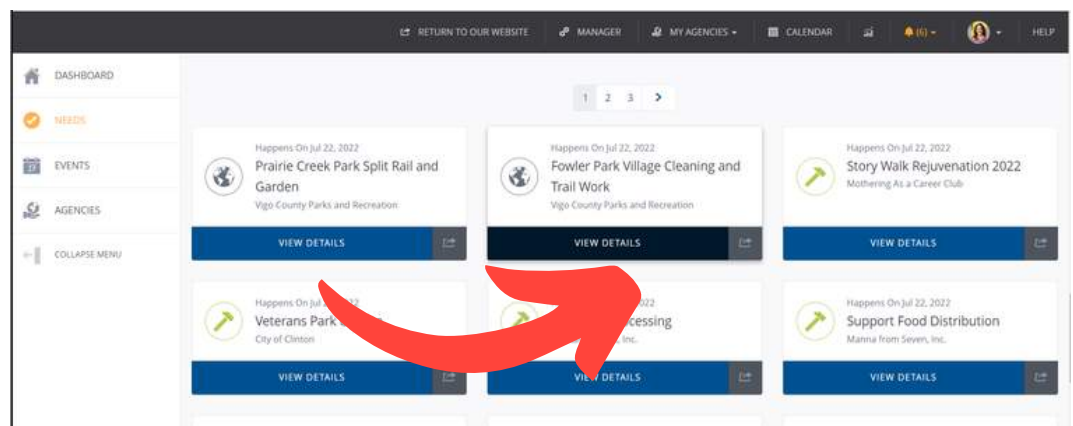 RETURN TO OUR WEBSITE MANAGER MY AGENCIES CALENDAR (6) HELP
DASHBOARD
NEEDS
EVENTS
AGENCIES
COLLAPSE MENU
1 2 3
Happens On Jul 22, 2022
Prairie Creek Park Split Rail and
Garden
Vigo County Parks and Recreation
VIEW DETAILS
Happens On Jul 22, 2022
Fowler Park Village Cleaning and
Trail Work
Vigo County Parks and Recreation
VIEW DETAILS
Happens On Jul 22, 2022
Story Walk Rejuvenation 2022
Mothering As a Career Club
VIEW DETAILS
Happens On Jul 2022
Veterans Park
City of Clinton
VIEW DETAILS
Inc.
VIEW DETAILS
Happens On Jul 22, 2022
Support Food Distribution
Manna from Seven, Inc.
VIEW DETAILS